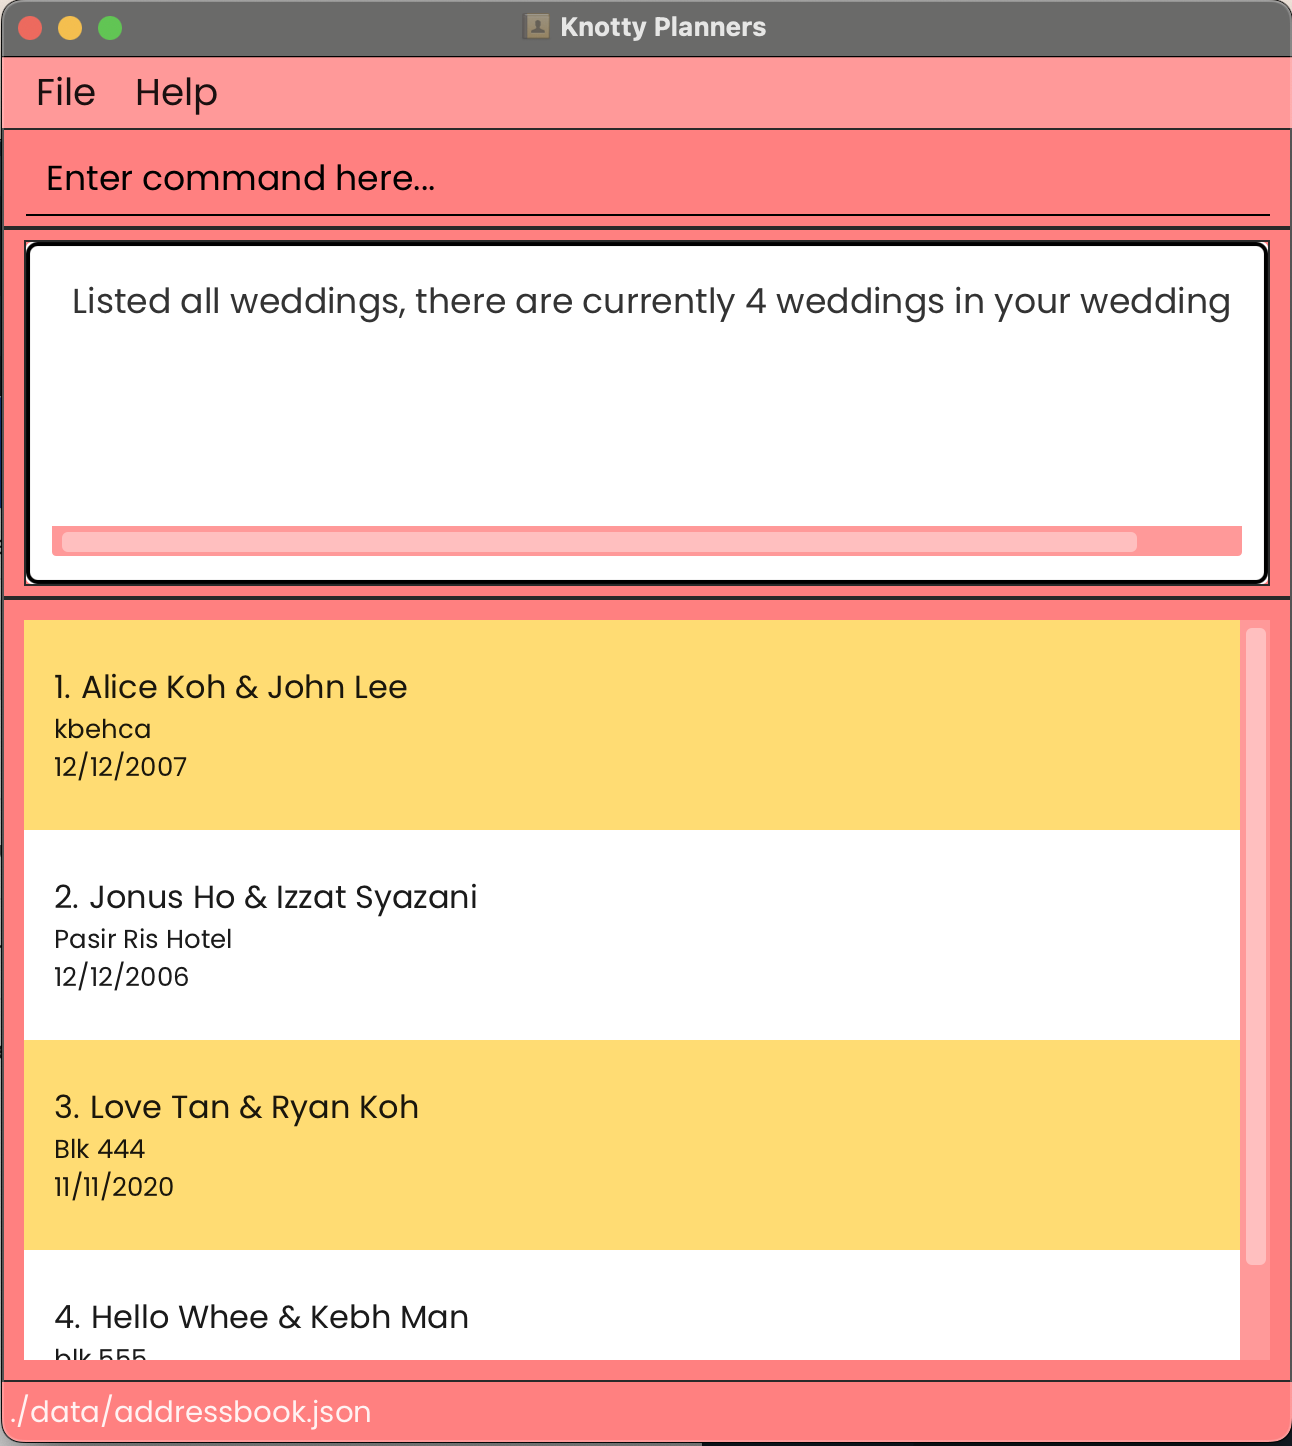 Knotty Planners
File Help
Enter command here...
Listed all weddings, there are currently 4 weddings in your wedding
1. Alice Koh & John Lee
kbehca
12/12/2007
2. Jonus Ho & Izzat Syazani
Pasir Ris Hotel
12/12/2006
3. Love Tan & Ryan Koh
Blk 444
11/11/2020
4. Hello Whee & Kebh Man
blk 555
./data/addressbook.json